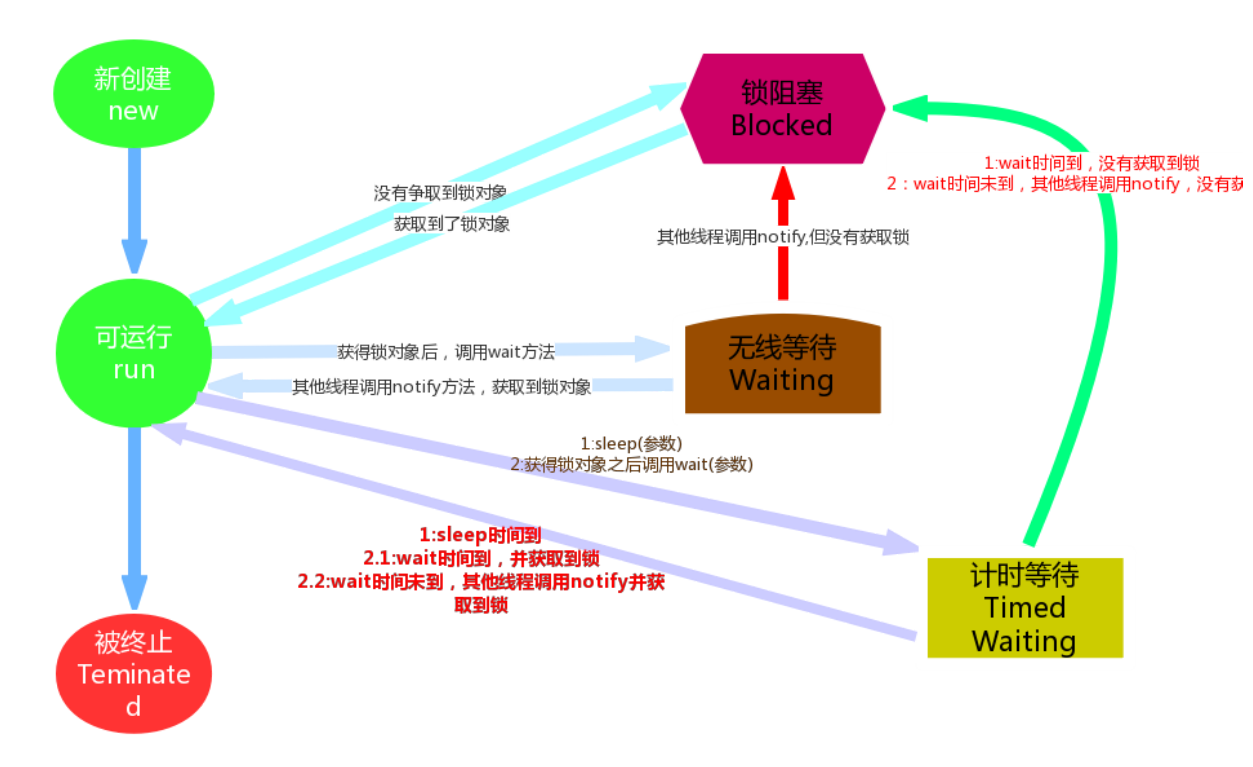 新创建
new
锁阻塞
Blocked
1:wait时间到，没有获取到锁
2：wait时间未到，其他线程调用notify，没有获
没有争取到锁对象
获取到了锁对象
其他线程调用notify,但没有获取锁
可运行
run
获得锁对象后，调用wait方法
其他线程调用notify方法，获取到锁对象
无线等待
Waiting
1:sleep(参数)
2:获得锁对象之后调用wait(参数)
1:sleep时间到
2.1:wait时间到，并获取到锁
2.2:wait时间未到，其他线程调用notify并获
取到锁
计时等待
Timed
Waiting
被终止
Teminate
d